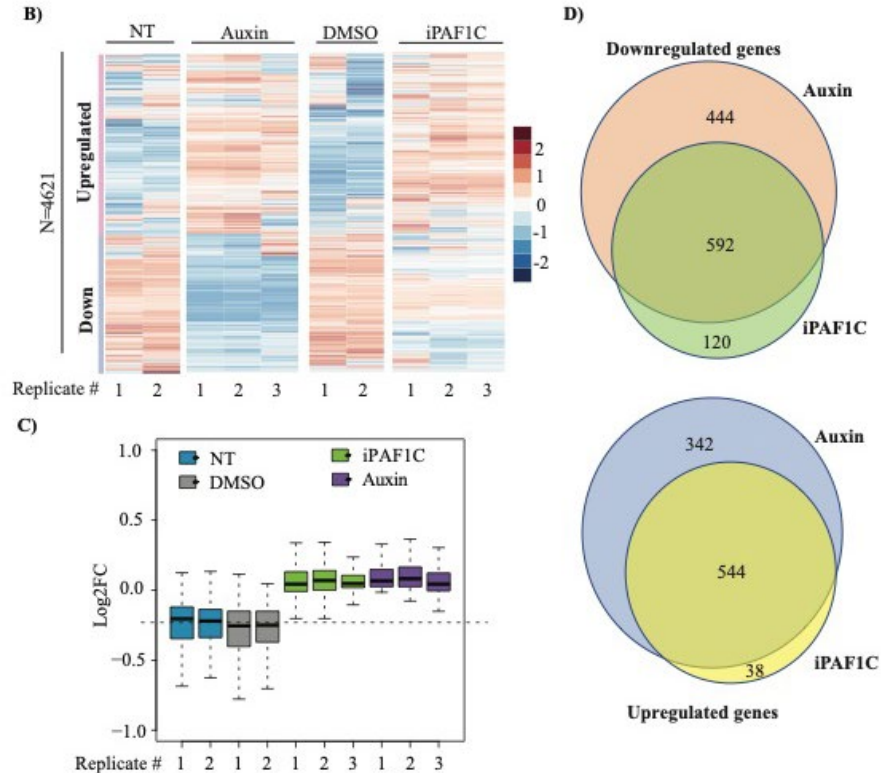 B)
NT Auxin DMSO iPAF1C
N=4621
Upregulated
Down
2
1
0
-1
-2
Replicate # 1 2 1 2 3 1 2 1 2 3
C)
NT
DMSO
iPAF1C
Auxin
Log2FC
1.0
0.5
0.0
−0.5
−1.0
Replicate # 1 2 1 2 1 2 3 1 2 3
D)
Downregulated genes
Auxin
444
592
iPAF1C
120
Auxin
342
544
iPAF1C
38
Upregulated genes